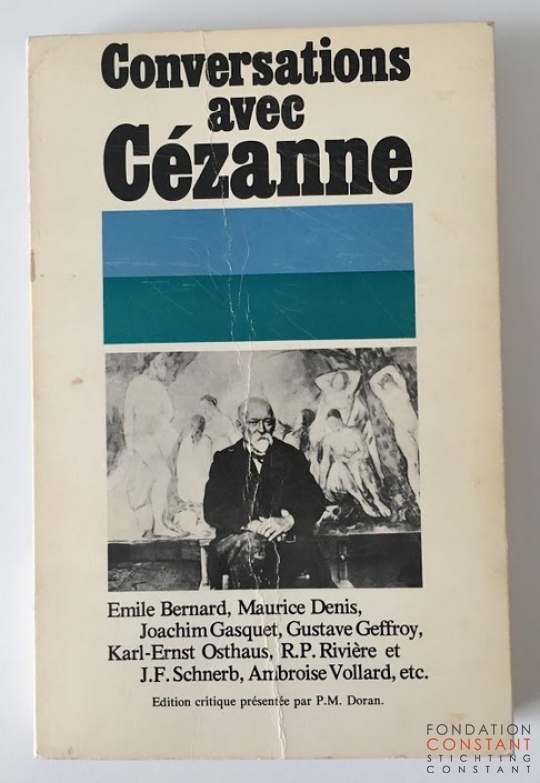 Conversations
avec
Cézanne
Emile Bernard, Maurice Denis,
Joachim Gasquet, Gustave Geffroy,
Karl-Ernst Osthaus, R.P. Rivière et
J.F. Schnerb, Ambroise Vollard, etc.
Edition critique présentée par P.M. Doran.
FONDATION
CONSTANT
STICHTING
CONSTANT